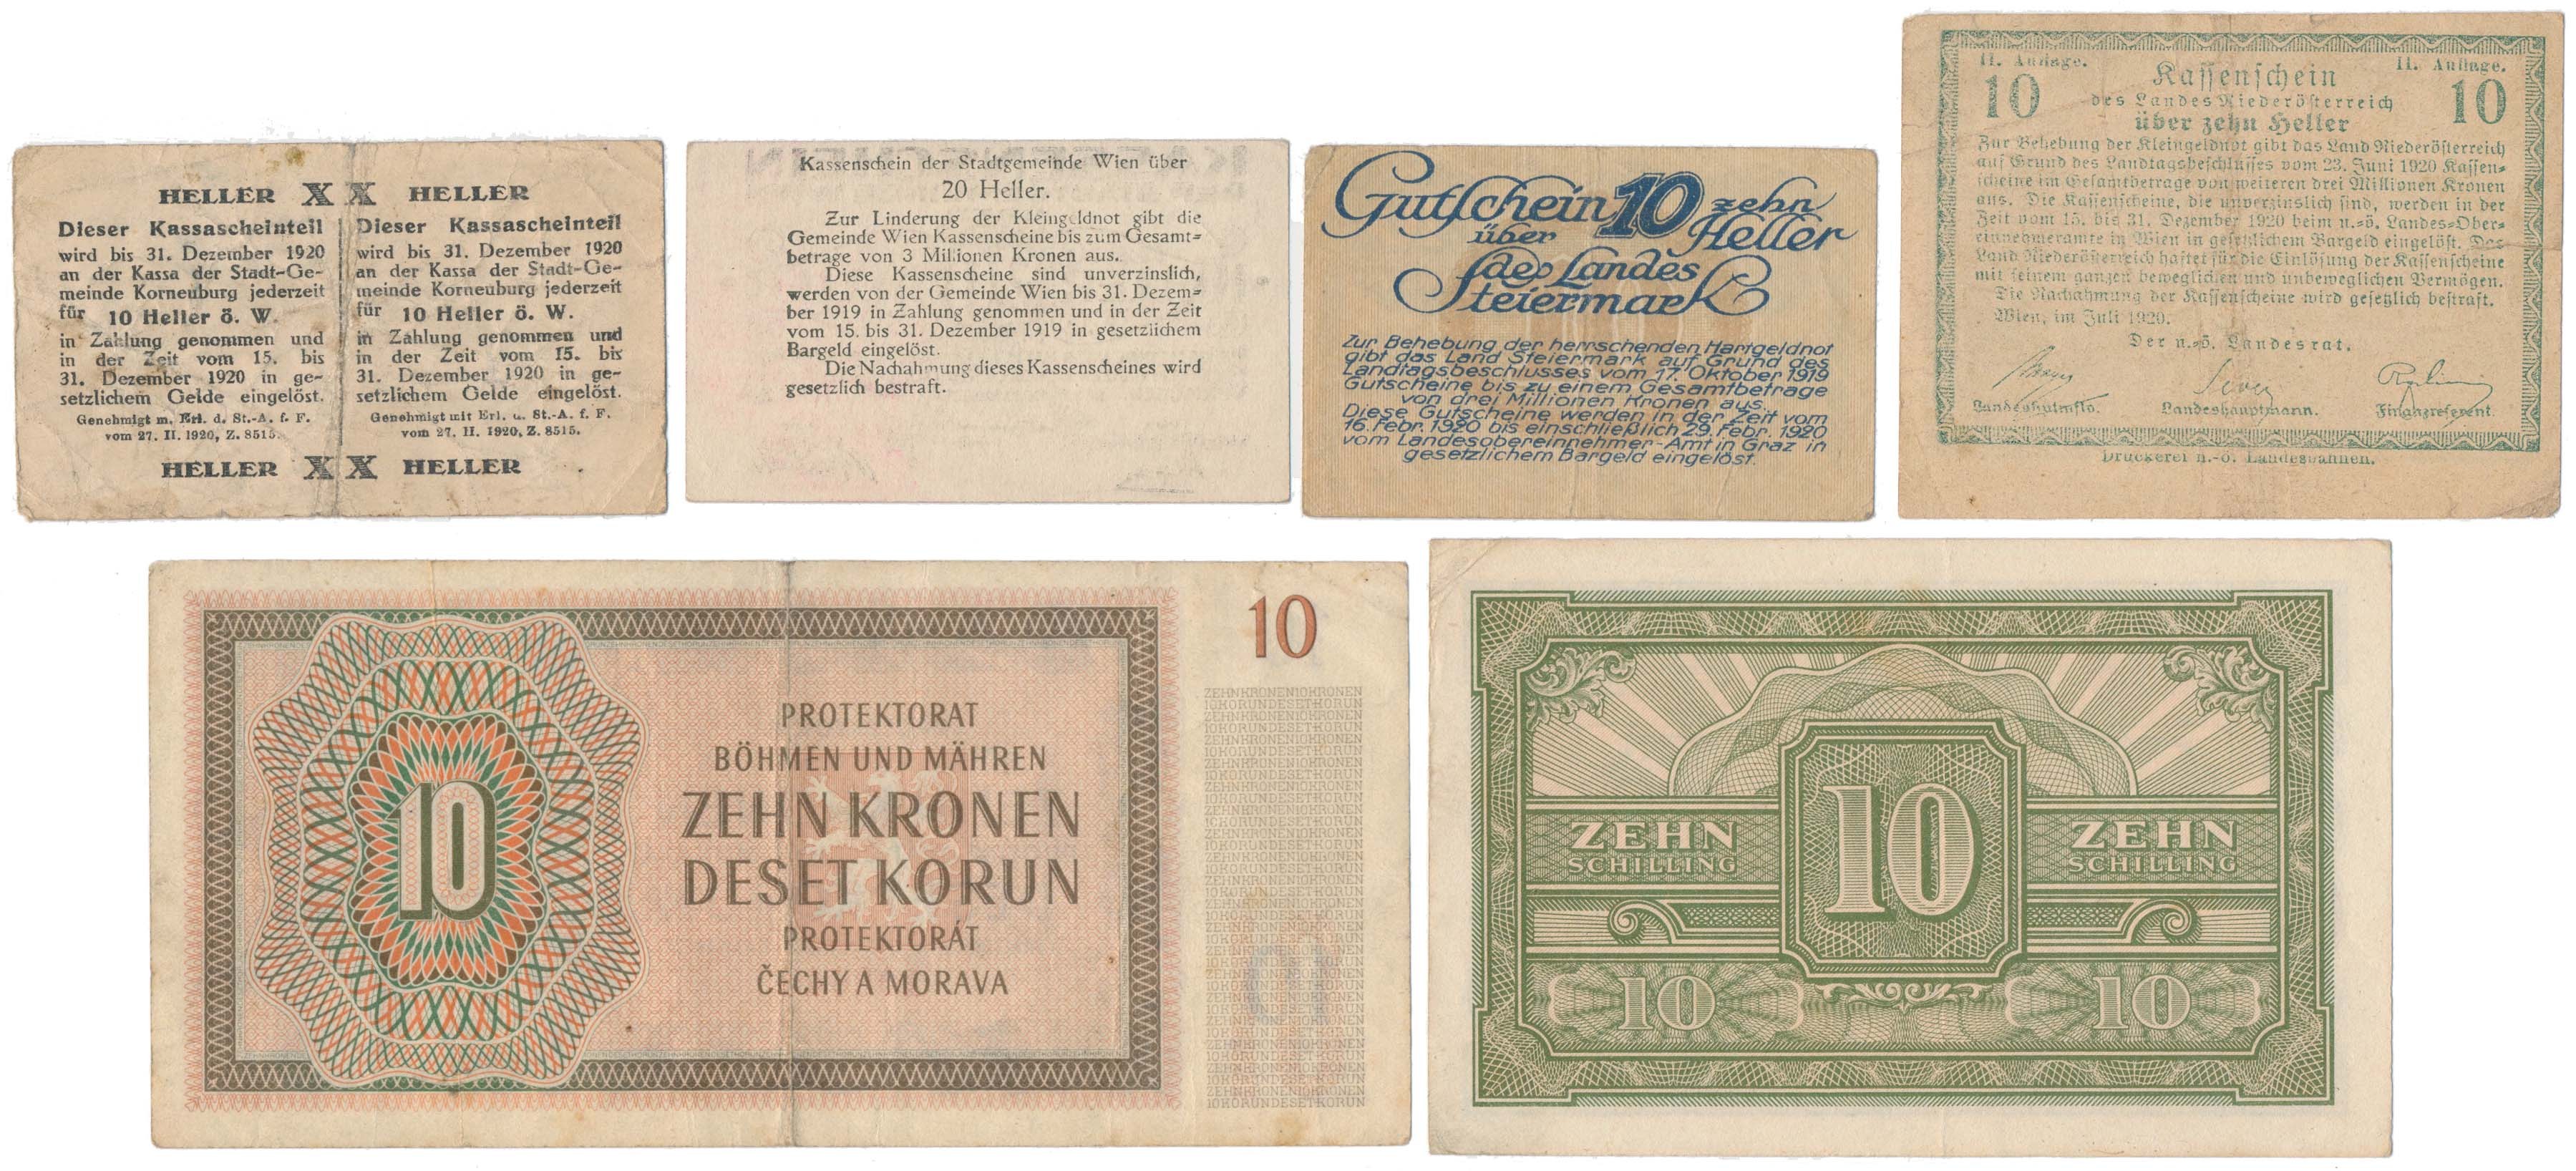 HELLER X X HELLER
Dieser Kassascheinteil
wird bis 31. Dezember 1920
an der Kassa der Stadt-Ge-
meinde Korneuburg jederzeit
für 10 Heller ö. W.
in Zahlung genommen und
in der Zeit vom 15. bis
31. Dezember 1920 in ge-
setzlichem Gelde eingelöst.
Genehmigt m. Erl. d. St.-A. f. F.
vom 27. II. 1920, Z. 8515.
Dieser Kassascheinteil
wird bis 31. Dezember 1920
an der Kassa der Stadt-Ge-
meinde Korneuburg jederzeit
für 10 Heller ö. W.
in Zahlung genommen und
in der Zeit vom 15. bis
31. Dezember 1920 in ge-
setzlichem Gelde eingelöst.
Genehmigt mit Erl. d. St.-A. f. F.
vom 27. II. 1920, Z. 8515.
HELLER X X HELLER
Kassenschein der Stadtgemeinde Wien über
20 Heller.
Zur Linderung der Kleingeldnot gibt die
Gemeinde Wien Kassenscheine bis zum Gesamt=
betrage von 3 Millionen Kronen aus.
Diese Kassenscheine sind unverzinslich,
werden von der Gemeinde Wien bis 31. Dezem=
ber 1919 in Zahlung genommen und in der Zeit
vom 15. bis 31. Dezember 1919 in gesetzlichem
Bargeld eingelöst.
Die Nachahmung dieses Kassenscheines wird
gesetzlich bestraft.
Gutschein 10 zehn
über Heller
des Landes
Steiermark
Zur Behebung der herrschenden Hartgeldnot
gibt das Land Steiermark auf Grund des
Landtagsbeschlusses vom 17. Oktober 1919
Gutscheine bis zu einem Gesamtbetrage
von drei Millionen Kronen aus.
Diese Gutscheine werden in der Zeit vom
16. Febr. 1920 bis einschließlich 29. Febr. 1920
vom Landesobereinnehmer-Amt in Graz in
gesetzlichem Bargeld eingelöst.
II. Auflage. II. Auflage.
10 Kassenschein 10
des Landes Niederösterreich
über zehn Heller
Zur Behebung der Kleingeldnot gibt das Land Niederösterreich
auf Grund des Landtagsbeschlusses vom 23. Juni 1920 Kassen=
scheine im Gesamtbetrage von weiteren drei Millionen Kronen
aus. Die Kassenscheine, die unverzinslich sind, werden in der
Zeit vom 15. bis 31. Dezember 1920 beim n.=ö. Landes=Ober=
einnehmeramte in Wien in gesetzlichem Bargeld eingelöst. Das
Land Niederösterreich haftet für die Einlösung der Kassenscheine
mit seinem ganzen beweglichen und unbeweglichen Vermögen.
Die Nachahmung der Kassenscheine wird gesetzlich bestraft.
Wien, im Juli 1920.
Der n.=ö. Landesrat.
Landeshauptmann. Finanzreferent.
Druckerei n.-ö. Landesbahnen.
10
PROTEKTORAT
BÖHMEN UND MÄHREN
ZEHN KRONEN
DESET KORUN
PROTEKTORÁT
ČECHY A MORAVA
10
ZEHNKRONEN10KRONEN
10KORUNDESETKORUN
10
ZEHN
SCHILLING
ZEHN
SCHILLING
10
10